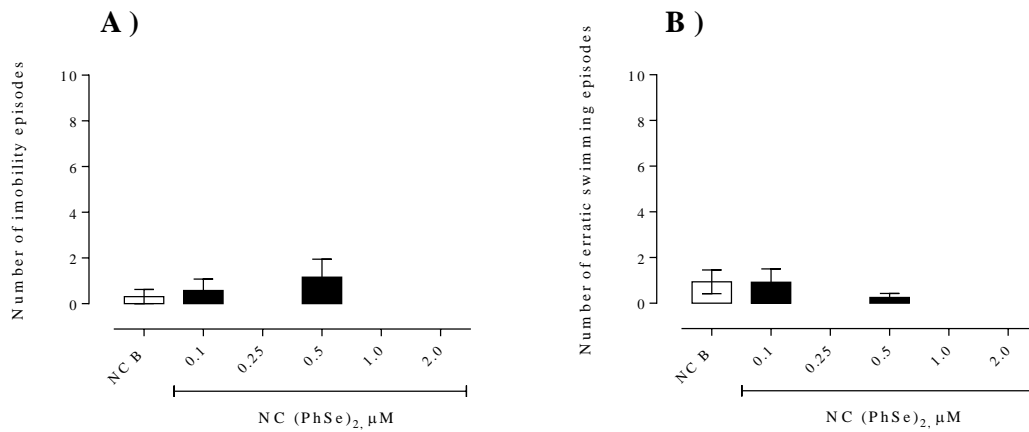 A )
Number of imobility episodes
10
8
6
4
2
0
NC B
0.1
0.25
0.5
1.0
2.0
NC (PhSe)2, µM
B )
Number of erratic swimming episodes
10
8
6
4
2
0
NC B
0.1
0.25
0.5
1.0
2.0
NC (PhSe)2, µM